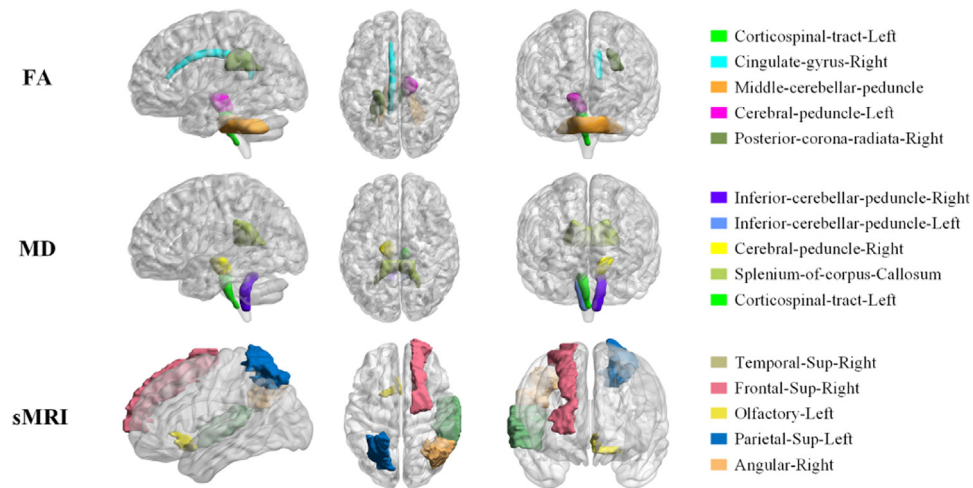 FA
Corticospinal-tract-Left
Cingulate-gyrus-Right
Middle-cerebellar-peduncle
Cerebral-peduncle-Left
Posterior-corona-radiata-Right
MD
Inferior-cerebellar-peduncle-Right
Inferior-cerebellar-peduncle-Left
Cerebral-peduncle-Right
Splenium-of-corpus-Callosum
Corticospinal-tract-Left
sMRI
Temporal-Sup-Right
Frontal-Sup-Right
Olfactory-Left
Parietal-Sup-Left
Angular-Right